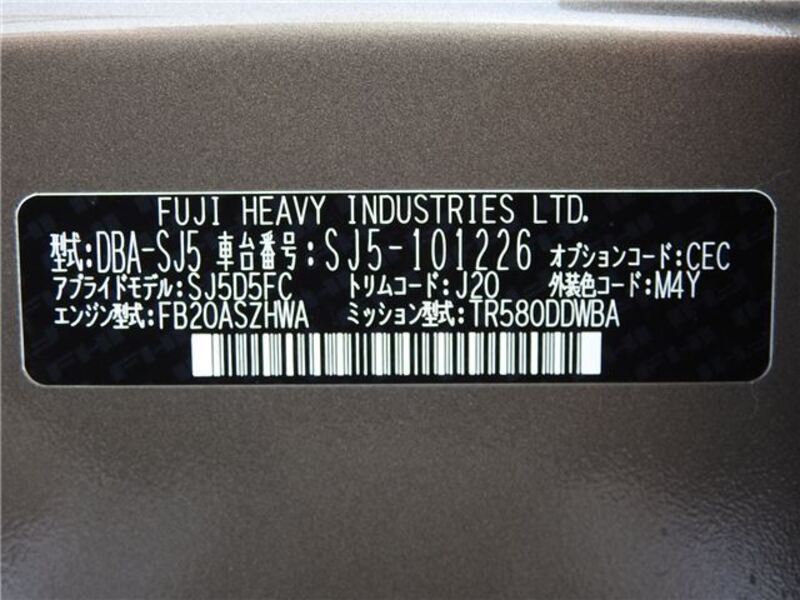 FUJI HEAVY INDUSTRIES LTD.
型式:DBA-SJ5 車台番号:SJ5-101226 オプションコード:CEC
アプライドモデル:SJ5D5FC トリムコード:J20 外装色コード:M4Y
エンジン型式:FB20ASZHWA ミッション型式:TR580DDWBA